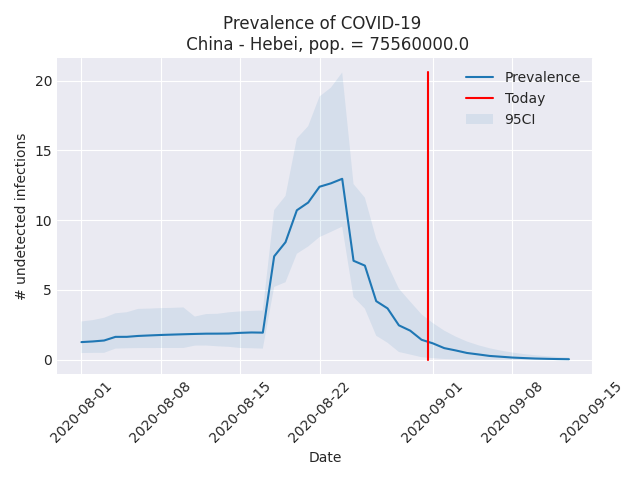 Prevalence of COVID-19
China - Hebei, pop. = 75560000.0
Prevalence
Today
95CI
# undetected infections
20
15
10
5
0
2020-08-01
2020-08-08
2020-08-15
2020-08-22
2020-09-01
2020-09-08
2020-09-15
Date